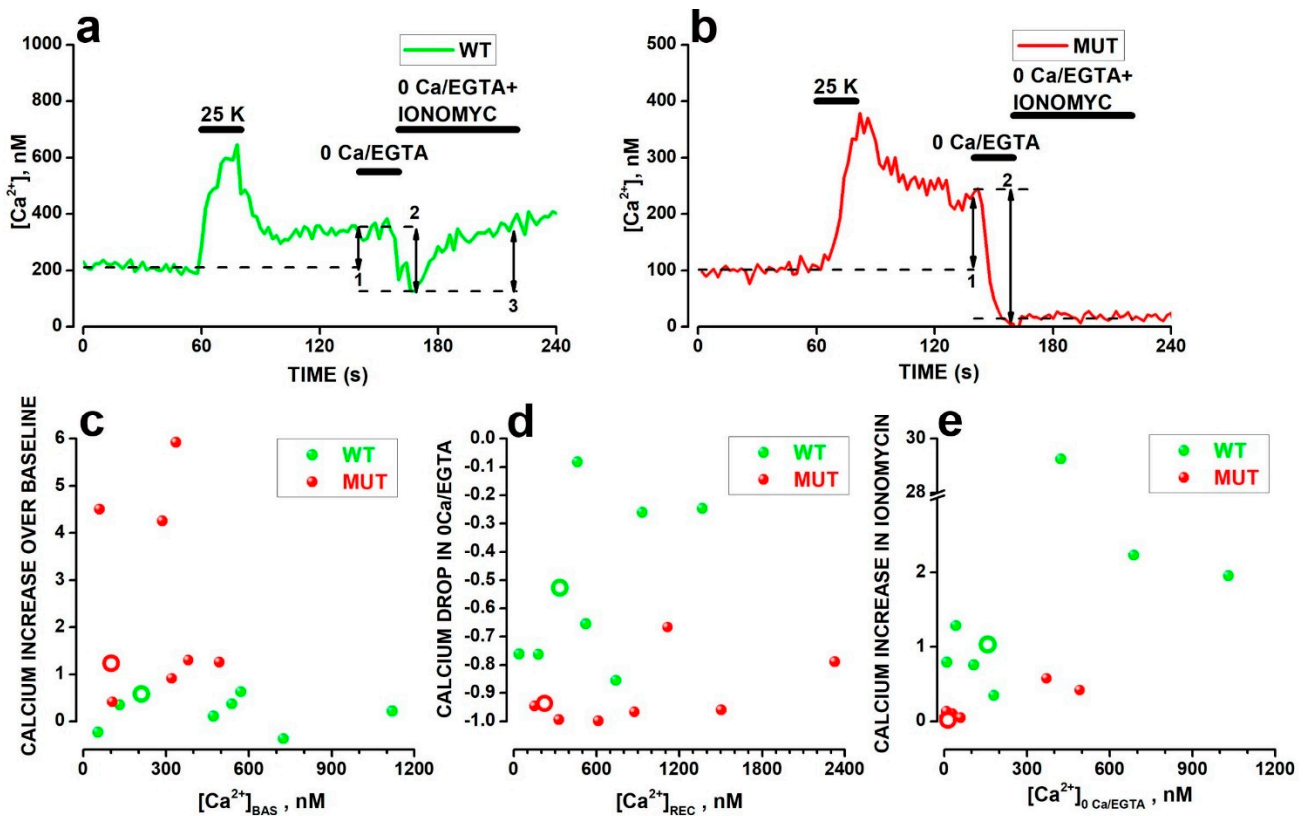 a
WT
0 Ca/EGTA+
IONOMYC
25 K
0 Ca/EGTA
1
2
3
[Ca²⁺], nM
1000
800
600
400
200
0
0 60 120 180 240
TIME (s)
b
MUT
0 Ca/EGTA+
IONOMYC
25 K
0 Ca/EGTA
2
1
[Ca²⁺], nM
500
400
300
200
100
0
0 60 120 180 240
TIME (s)
c
WT
MUT
CALCIUM INCREASE OVER BASELINE
6
5
4
3
2
1
0
0 300 600 900 1200
[Ca²⁺]BAS , nM
d
WT
MUT
CALCIUM DROP IN 0Ca/EGTA
0.0
-0.1
-0.2
-0.3
-0.4
-0.5
-0.6
-0.7
-0.8
-0.9
-1.0
0 600 1200 1800 2400
[Ca²⁺]REC , nM
e
WT
MUT
CALCIUM INCREASE IN IONOMYCIN
30
28
2
1
0
0 300 600 900 1200
[Ca²⁺]0 Ca/EGTA , nM